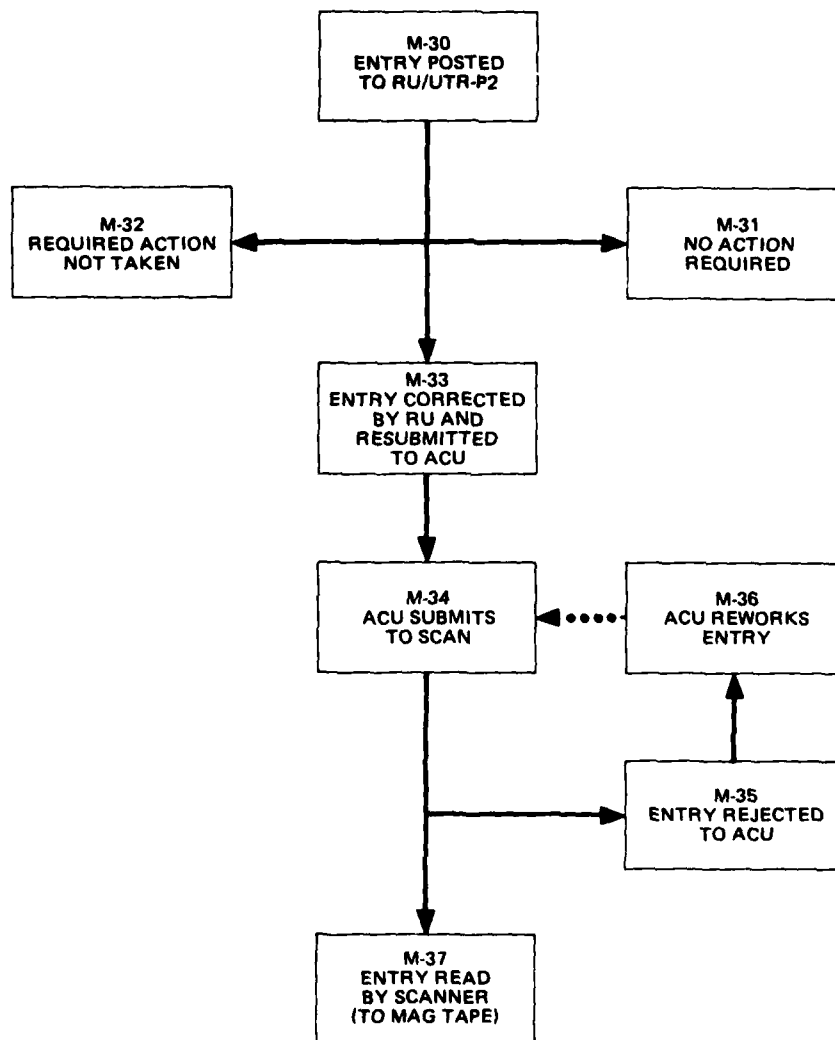 M-30
ENTRY POSTED
TO RU/UTR-P2
M-32
REQUIRED ACTION
NOT TAKEN
M-31
NO ACTION
REQUIRED
M-33
ENTRY CORRECTED
BY RU AND
RESUBMITTED
TO ACU
M-34
ACU SUBMITS
TO SCAN
M-36
ACU REWORKS
ENTRY
M-35
ENTRY REJECTED
TO ACU
M-37
ENTRY READ
BY SCANNER
(TO MAG TAPE)